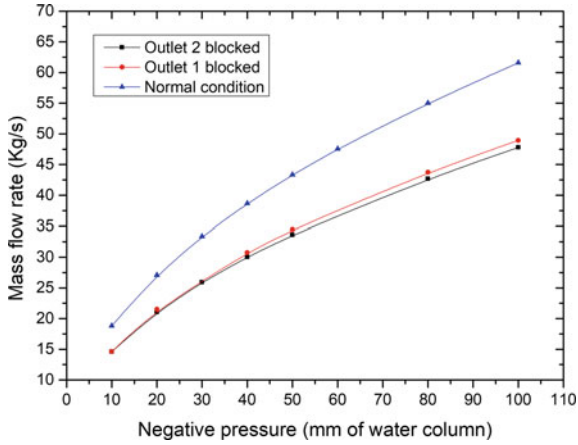 70
65
60
55
50
45
40
35
30
25
20
15
10
Mass flow rate (Kg/s)
Outlet 2 blocked
Outlet 1 blocked
Normal condition
0 10 20 30 40 50 60 70 80 90 100 110
Negative pressure (mm of water column)